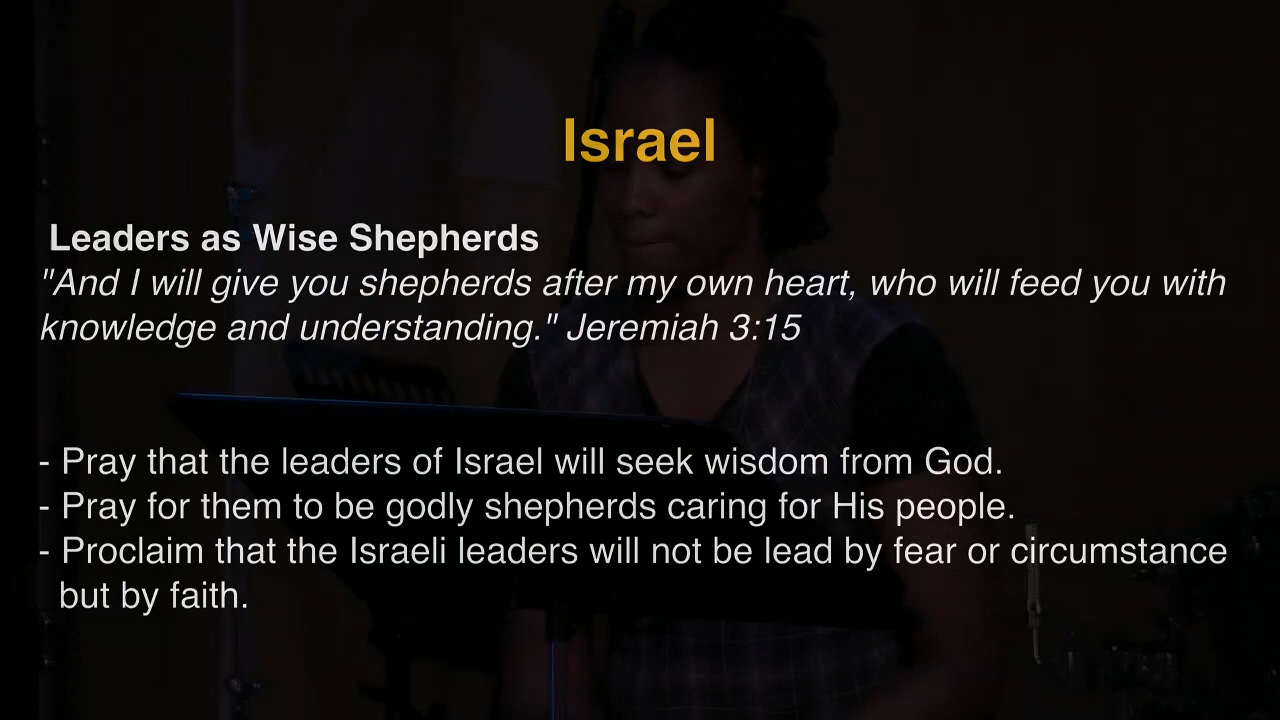 Israel
Leaders as Wise Shepherds
"And I will give you shepherds after my own heart, who will feed you with
knowledge and understanding." Jeremiah 3:15
- Pray that the leaders of Israel will seek wisdom from God.
- Pray for them to be godly shepherds caring for His people.
- Proclaim that the Israeli leaders will not be lead by fear or circumstance
but by faith.